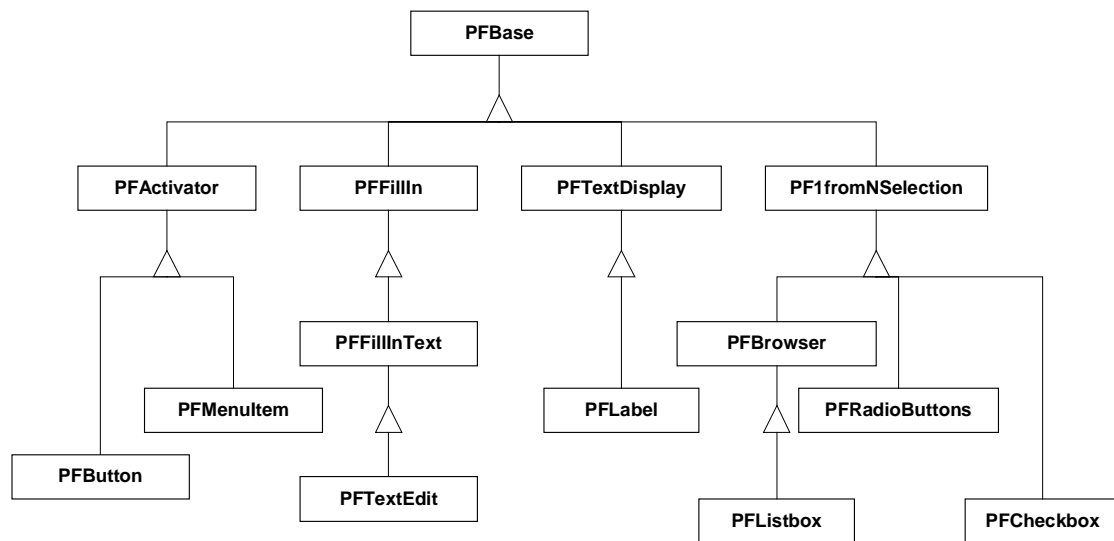 PFBase
PFActivator
PFFillIn
PFTextDisplay
PF1fromNSelection
PFFillInText
PFBrowser
PFMenuItem
PFLabel
PFRadioButtons
PFButton
PFTextEdit
PFListbox
PFCheckbox